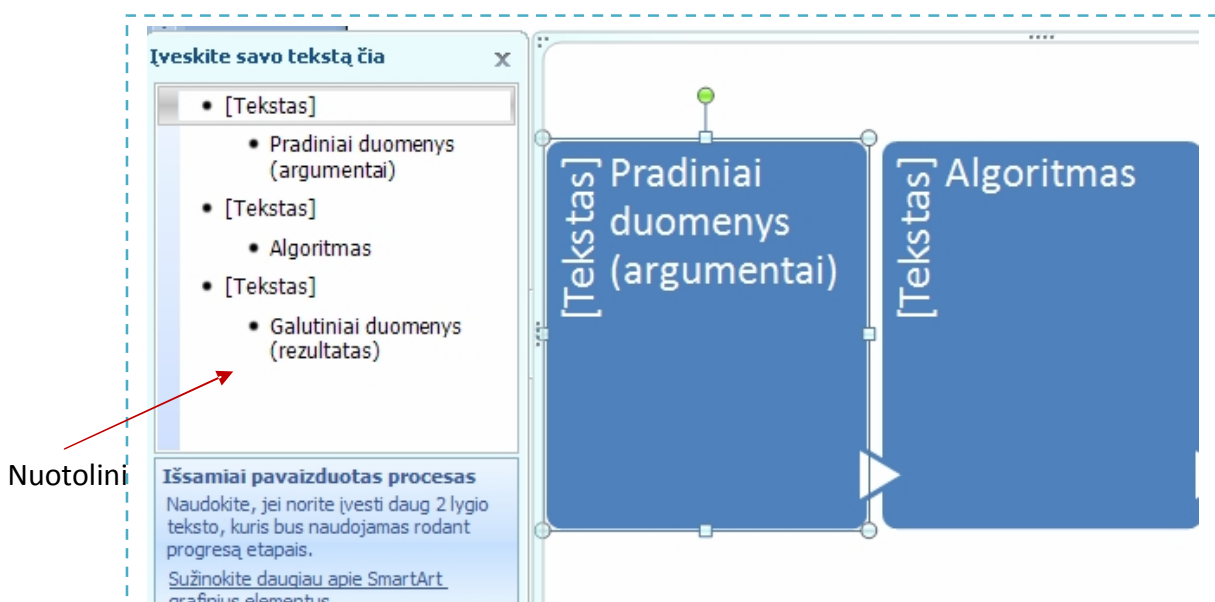 Įveskite savo tekstą čia
x
• [Tekstas]
• Pradiniai duomenys
(argumentai)
• [Tekstas]
• Algoritmas
• [Tekstas]
• Galutiniai duomenys
(rezultatas)
Nuotolini
Išsamiai pavaizduotas procesas
Naudokite, jei norite įvesti daug 2 lygio
teksto, kuris bus naudojamas rodant
progresą etapais.
Sužinokite daugiau apie SmartArt
grafinius elementus
[Tekstas]
Pradiniai
duomenys
(argumentai)
[Tekstas]
Algoritmas